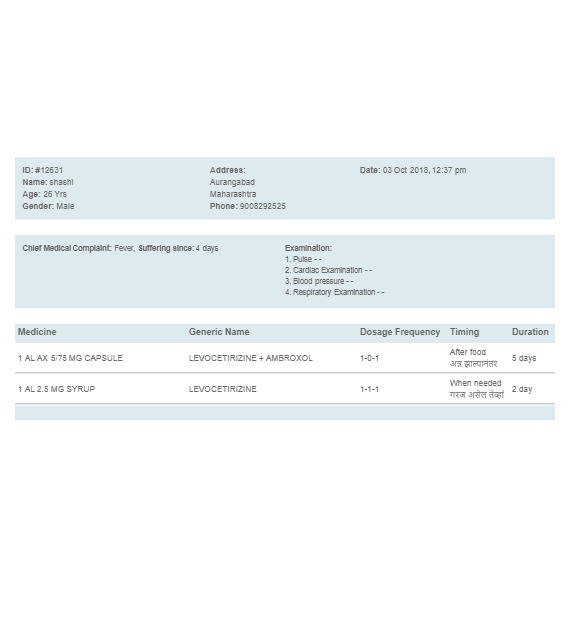 ID: #12631
Name: shashi
Age: 26 Yrs
Gender: Male
Address:
Aurangabad
Maharashtra
Phone: 9008292525
Date: 03 Oct 2018, 12:37 pm
Chief Medical Complaint: Fever, Suffering since: 4 days
Examination:
1. Pulse - -
2. Cardiac Examination - -
3. Blood pressure - -
4. Respiratory Examination - -
Medicine Generic Name Dosage Frequency Timing Duration
1 AL AX 5/75 MG CAPSULE LEVOCETIRIZINE + AMBROXOL 1-0-1 After food 5 days
अन्न झाल्यानंतर
1 AL 2.5 MG SYRUP LEVOCETIRIZINE 1-1-1 When needed 2 day
गरज असेल तेव्हां